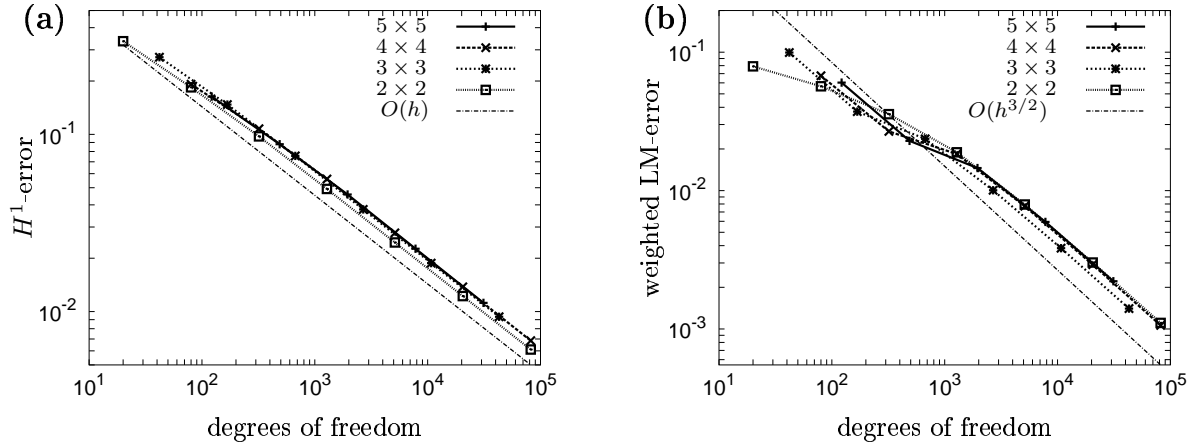 (a)
5 × 5
4 × 4
3 × 3
2 × 2
O(h)
10^-1
10^-2
H^1-error
10^1 10^2 10^3 10^4 10^5
degrees of freedom
(b)
5 × 5
4 × 4
3 × 3
2 × 2
O(h^{3/2})
10^-1
10^-2
10^-3
weighted LM-error
10^1 10^2 10^3 10^4 10^5
degrees of freedom